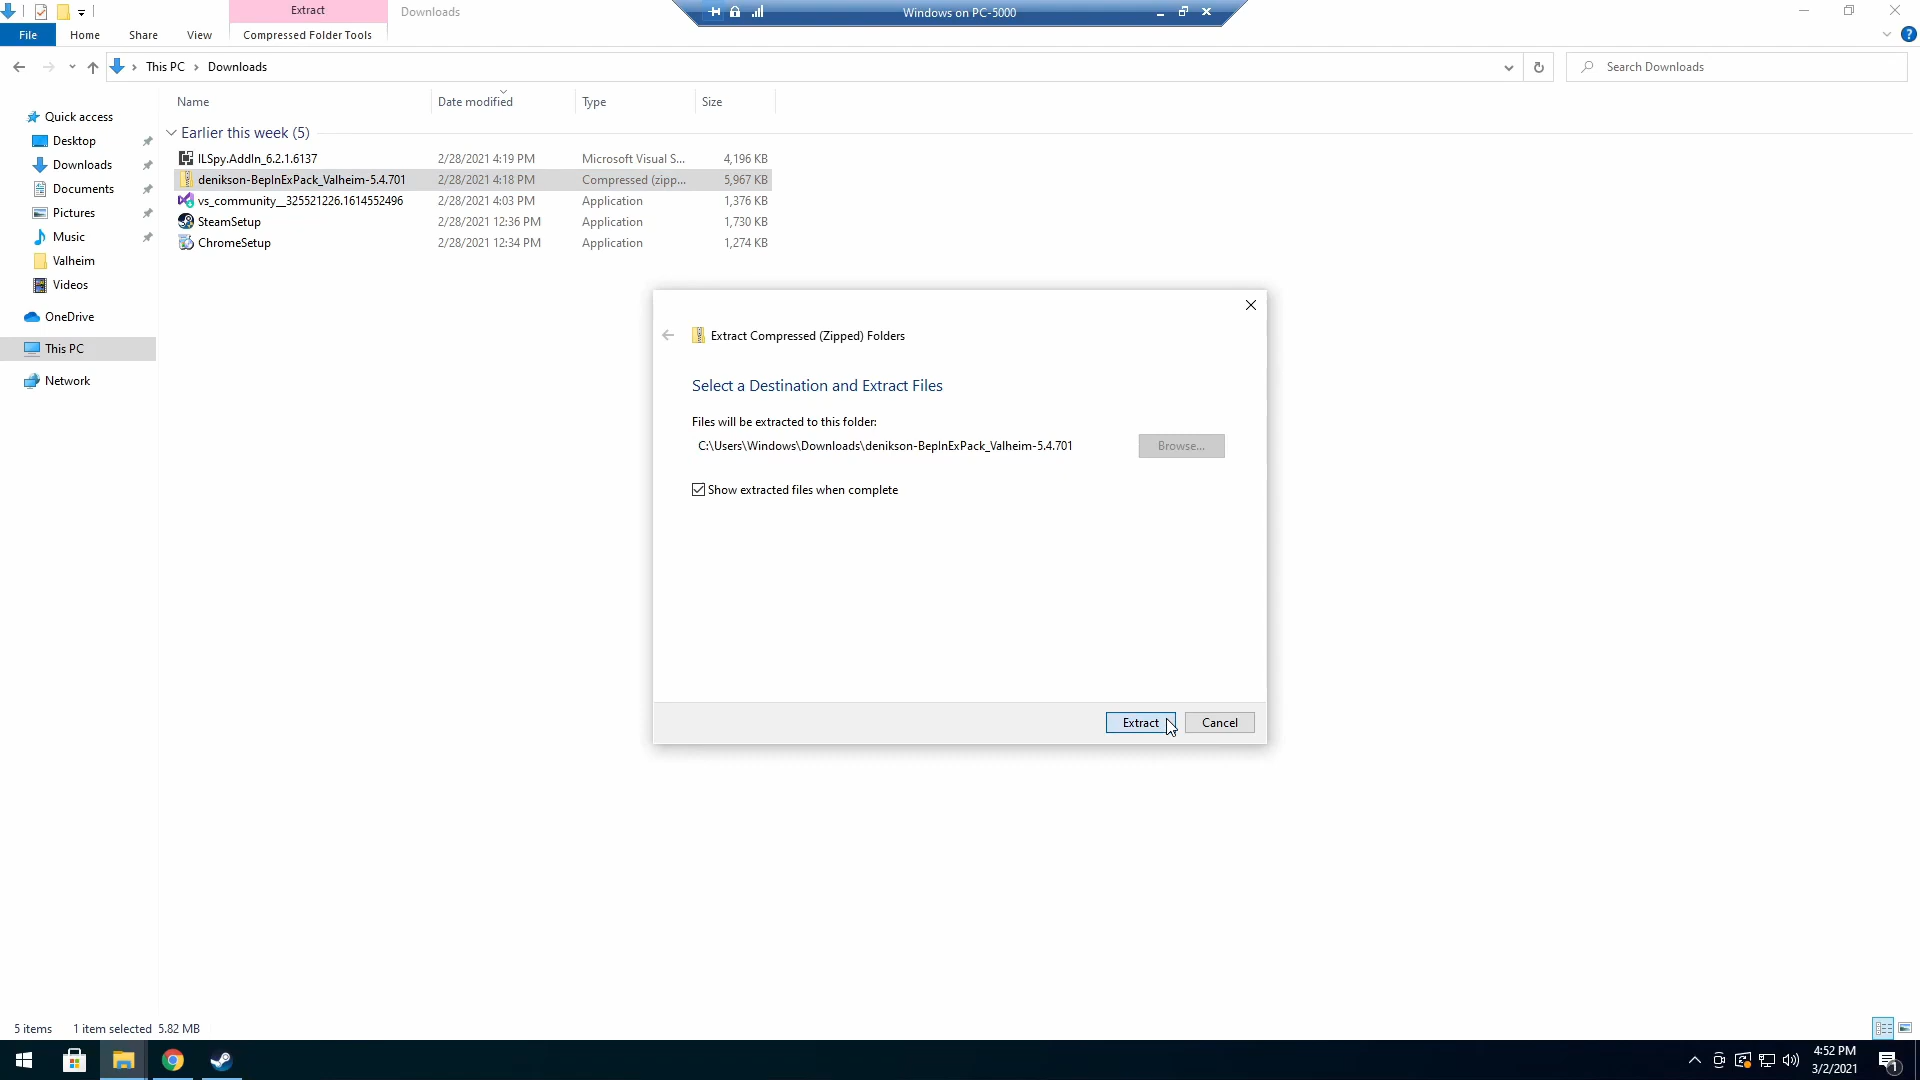 Extract
Downloads
Windows on PC-5000
File
Home
Share
View
Compressed Folder Tools
This PC
Downloads
Search Downloads
Name
Date modified
Type
Size
Quick access
Desktop
Downloads
Documents
Pictures
Music
Valheim
Videos
OneDrive
This PC
Network
Earlier this week (5)
ILSpy.AddIn_6.2.1.6137 2/28/2021 4:19 PM Microsoft Visual S... 4,196 KB
denikson-BepInExPack_Valheim-5.4.701 2/28/2021 4:18 PM Compressed (zipp... 5,967 KB
vs_community__325521226.1614552496 2/28/2021 4:03 PM Application 1,376 KB
SteamSetup 2/28/2021 12:36 PM Application 1,730 KB
ChromeSetup 2/28/2021 12:34 PM Application 1,274 KB
Extract Compressed (Zipped) Folders
Select a Destination and Extract Files
Files will be extracted to this folder:
C:\Users\Windows\Downloads\denikson-BepInExPack_Valheim-5.4.701
Browse...
Show extracted files when complete
Extract
Cancel
5 items
1 item selected 5.82 MB
4:52 PM
3/2/2021
1